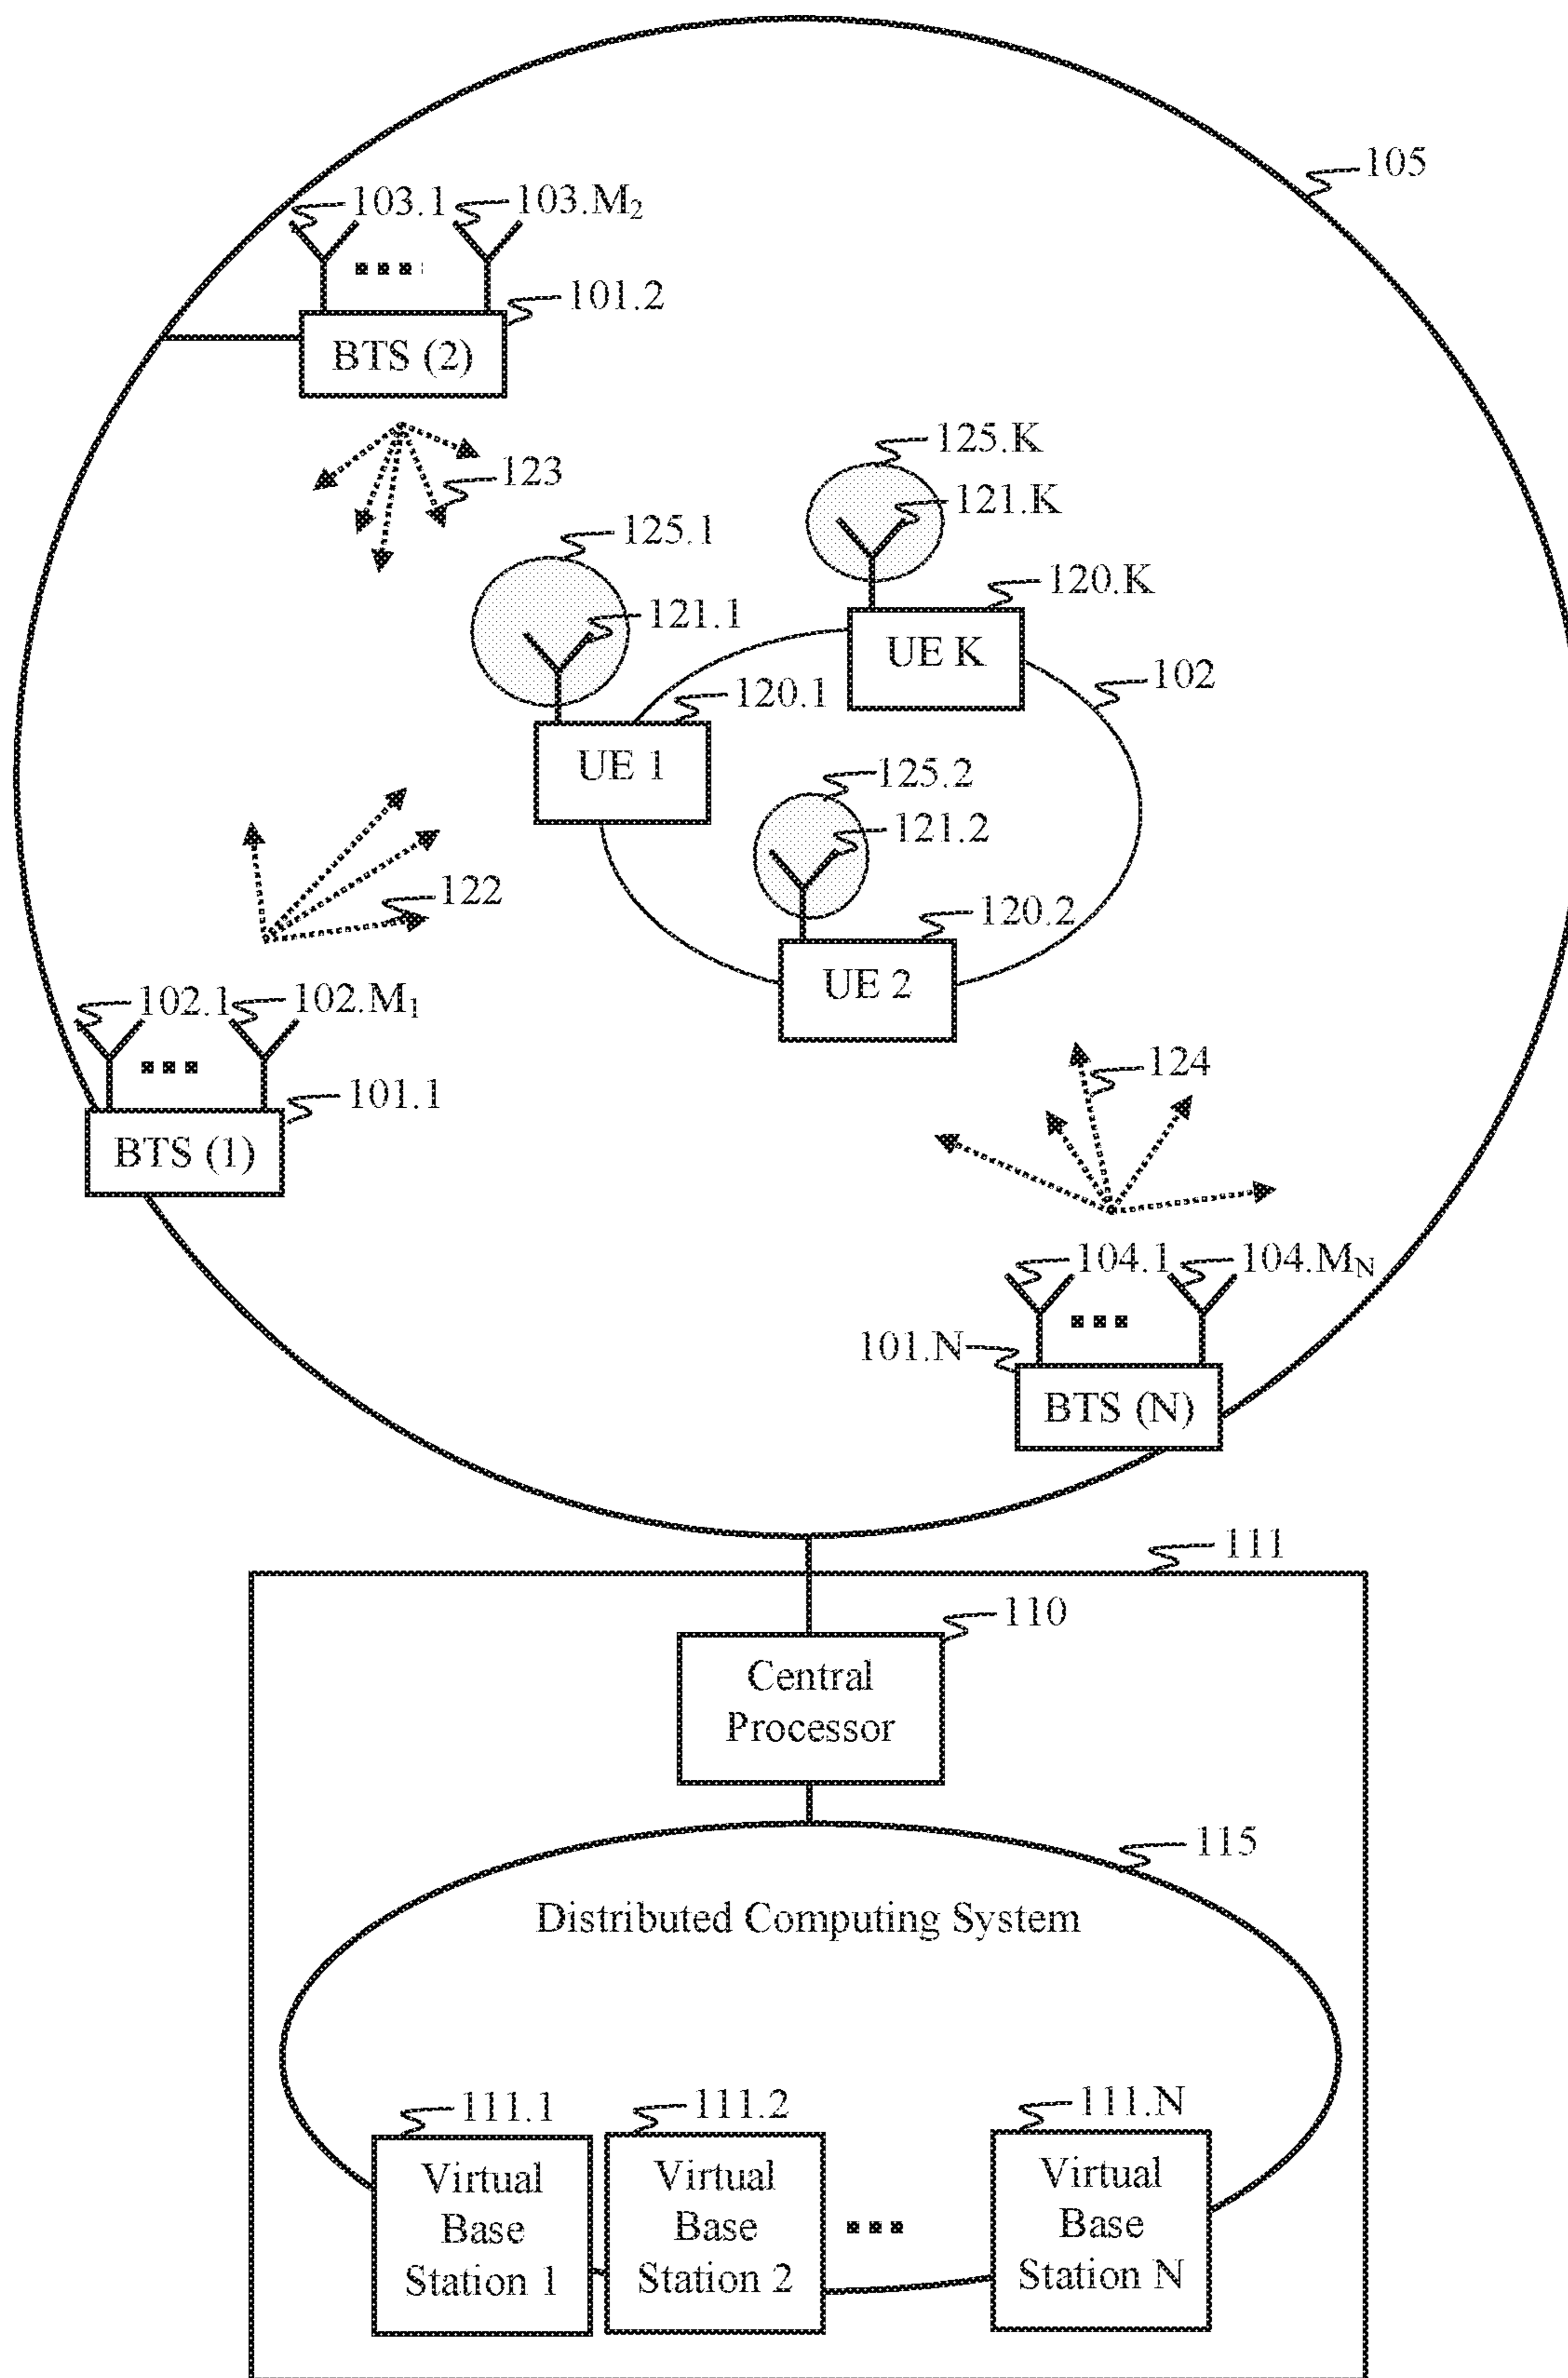 105
103.1
103.M₂
101.2
BTS (2)
123
125.K
121.K
125.1
120.K
121.1
UE K
102
120.1
UE 1
125.2
121.2
122
120.2
UE 2
102.1
102.M₁
124
101.1
BTS (1)
104.1
104.M_N
101.N
BTS (N)
111
110
Central
Processor
115
Distributed Computing System
111.1
111.2
111.N
Virtual
Base
Station 1
Virtual
Base
Station 2
Virtual
Base
Station N